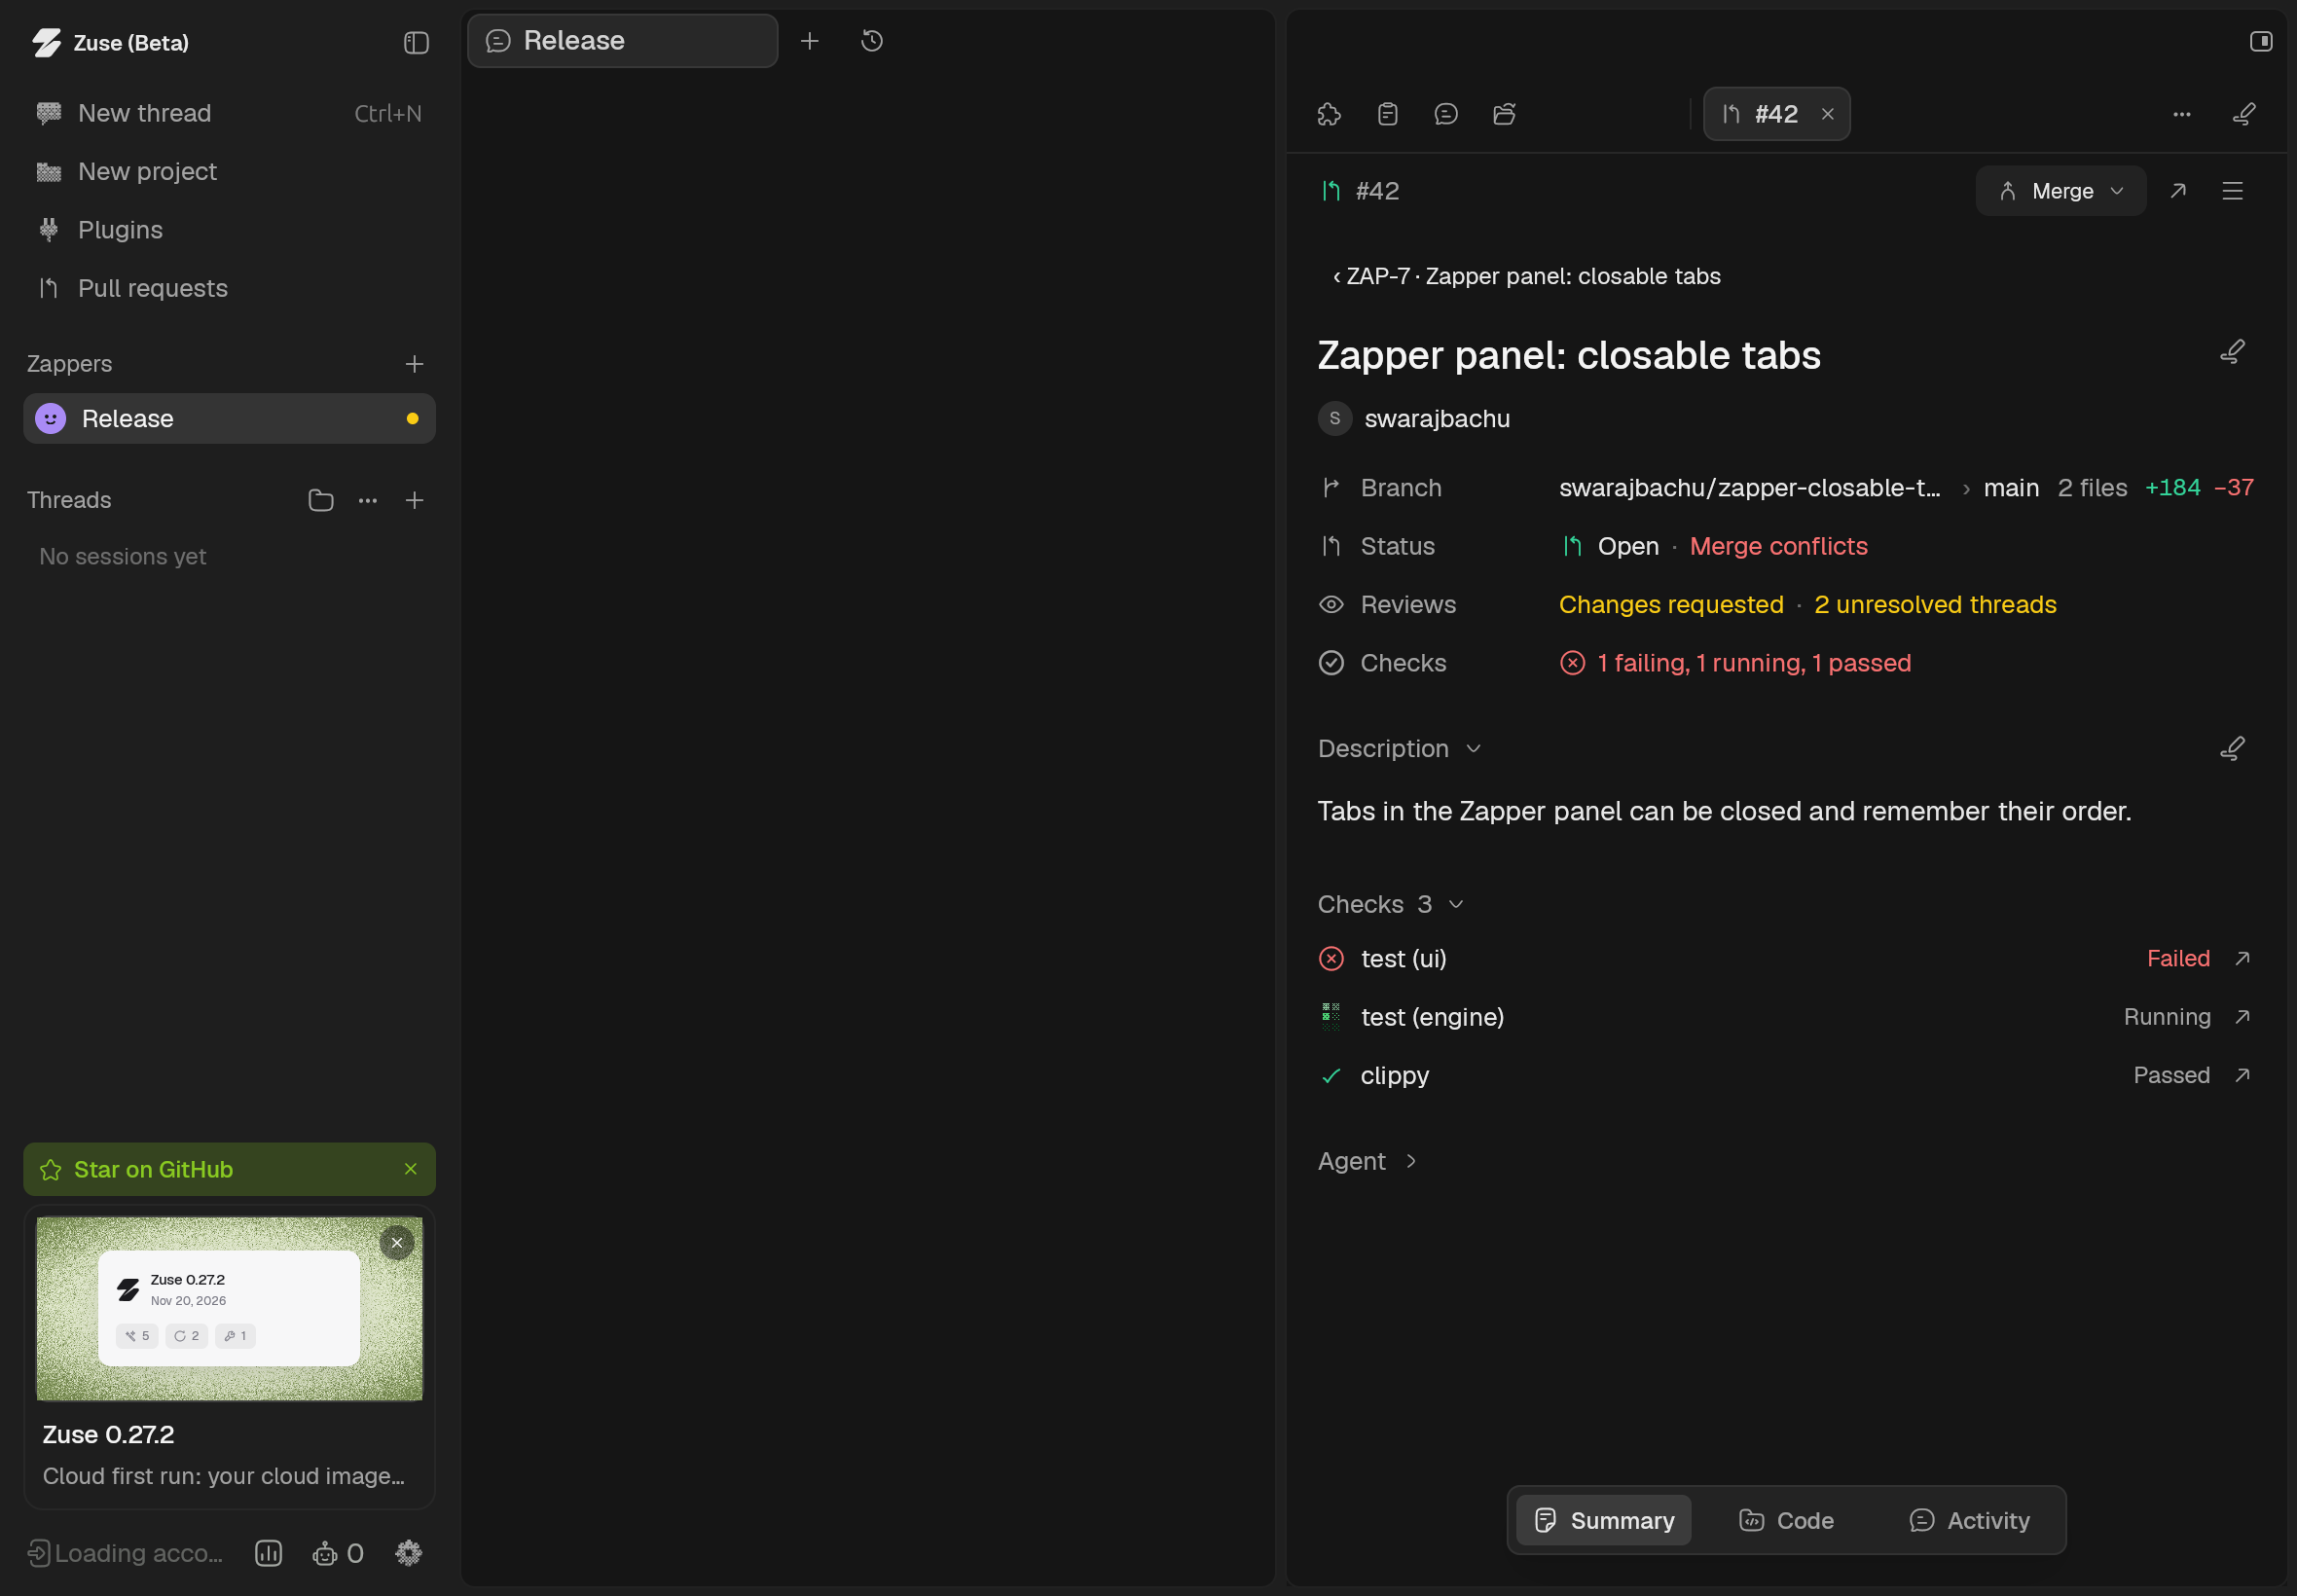 Zuse (Beta)
New thread Ctrl+N
New project
Plugins
Pull requests
Zappers
Release
Threads
No sessions yet
Star on GitHub
Zuse 0.27.2
Nov 20, 2026
5 2 1
Zuse 0.27.2
Cloud first run: your cloud image...
Loading acco... 0
Release
#42
#42 Merge
‹ ZAP-7 · Zapper panel: closable tabs
Zapper panel: closable tabs
S swarajbachu
Branch swarajbachu/zapper-closable-t... › main 2 files +184 −37
Status Open · Merge conflicts
Reviews Changes requested · 2 unresolved threads
Checks 1 failing, 1 running, 1 passed
Description
Tabs in the Zapper panel can be closed and remember their order.
Checks 3
test (ui) Failed
test (engine) Running
clippy Passed
Agent
Summary Code Activity